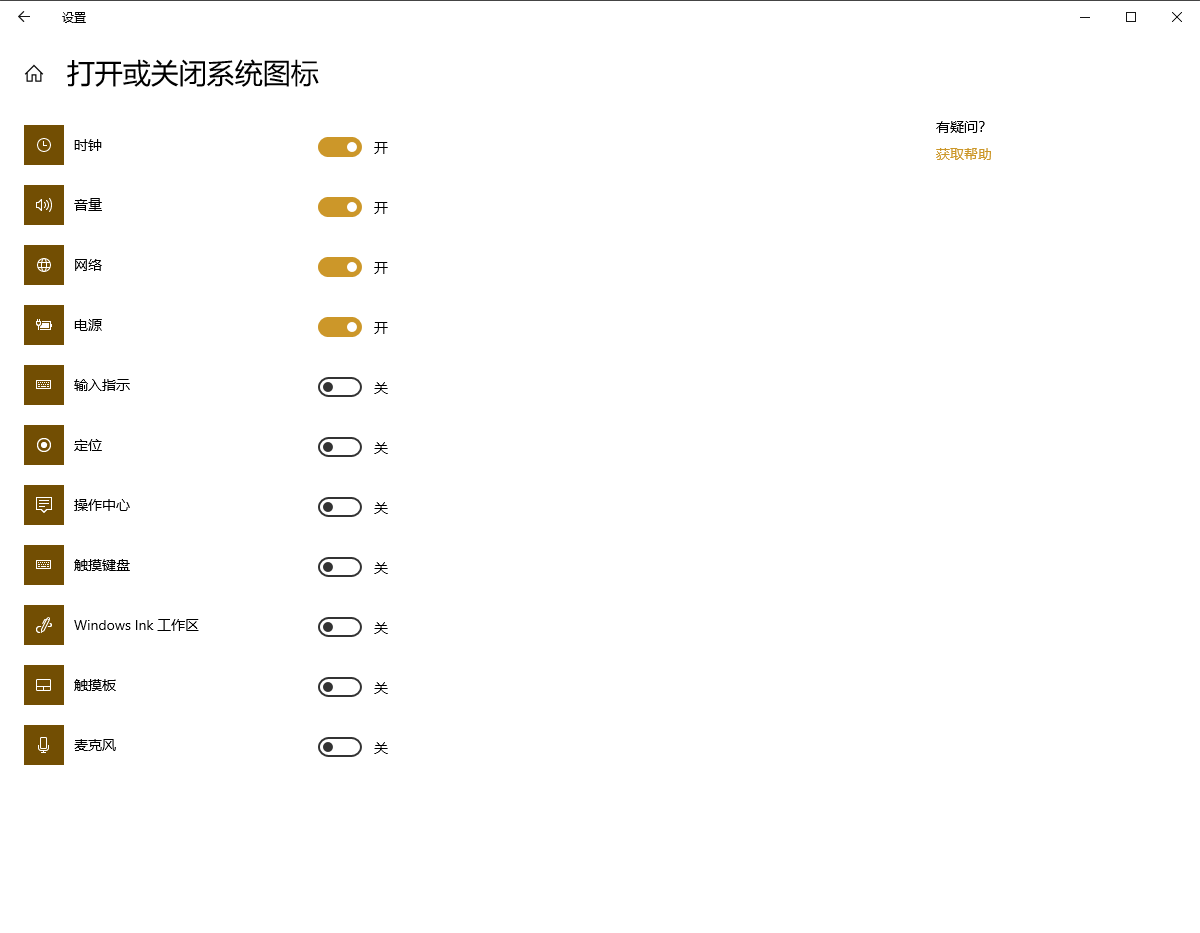 设置
打开或关闭系统图标
时钟 开
音量 开
网络 开
电源 开
输入指示 关
定位 关
操作中心 关
触摸键盘 关
Windows Ink 工作区 关
触摸板 关
麦克风 关
有疑问?
获取帮助